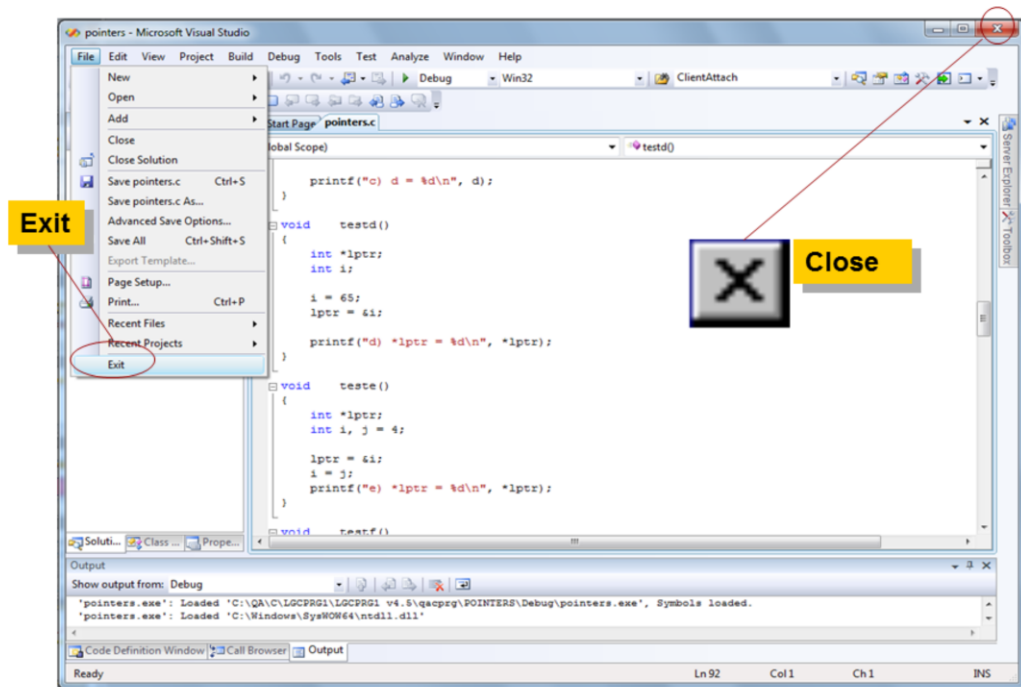 pointers - Microsoft Visual Studio
File Edit View Project Build Debug Tools Test Analyze Window Help
Debug Win32 ClientAttach
New
Open
Add
Close
Close Solution
Save pointers.c Ctrl+S
Save pointers.c As...
Advanced Save Options...
Save All Ctrl+Shift+S
Export Template...
Page Setup...
Print... Ctrl+P
Recent Files
Recent Projects
Exit
Exit
Start Page pointers.c
lobal Scope) testd()
printf("c) d = %d\n", d);
}
void testd()
{
int *lptr;
int i;
i = 65;
lptr = &i;
printf("d) *lptr = %d\n", *lptr);
}
void teste()
{
int *lptr;
int i, j = 4;
lptr = &i;
i = j;
printf("e) *lptr = %d\n", *lptr);
}
void testf()
Close
Server Explorer
Toolbox
Soluti... Class ... Prope...
Output
Show output from: Debug
'pointers.exe': Loaded 'C:\QA\C\LGCPRG1\LGCPRG1 v4.5\qacprg\POINTERS\Debug\pointers.exe', Symbols loaded.
'pointers.exe': Loaded 'C:\Windows\SysWOW64\ntdll.dll'
Code Definition Window Call Browser Output
Ready Ln 92 Col 1 Ch 1 INS